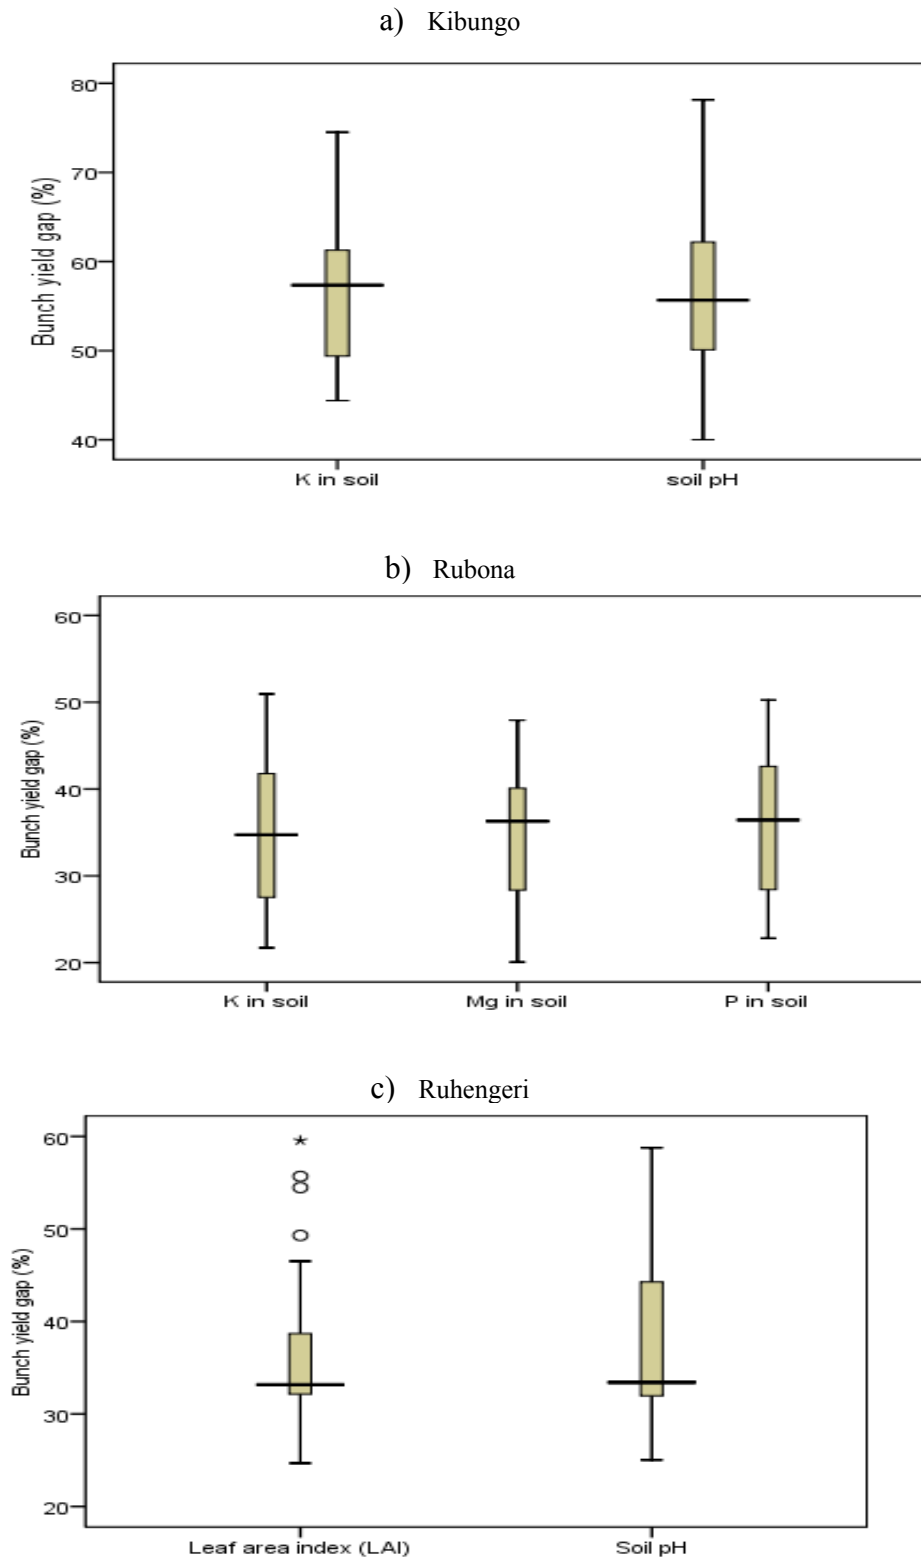 a) Kibungo
80
70
60
50
40
Bunch yield gap (%)
K in soil soil pH
b) Rubona
60
50
40
30
20
Bunch yield gap (%)
K in soil Mg in soil P in soil
c) Ruhengeri
60
50
40
30
20
Bunch yield gap (%)
Leaf area index (LAI) Soil pH